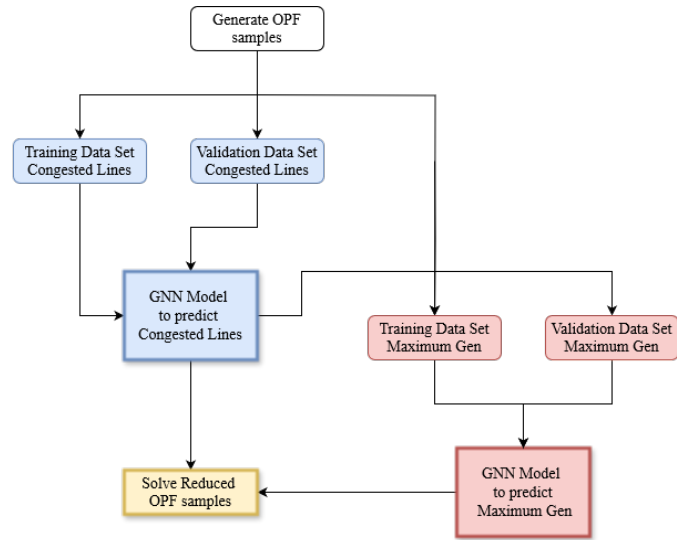 Generate OPF
samples
Training Data Set
Congested Lines
Validation Data Set
Congested Lines
GNN Model
to predict
Congested Lines
Training Data Set
Maximum Gen
Validation Data Set
Maximum Gen
Solve Reduced
OPF samples
GNN Model
to predict
Maximum Gen